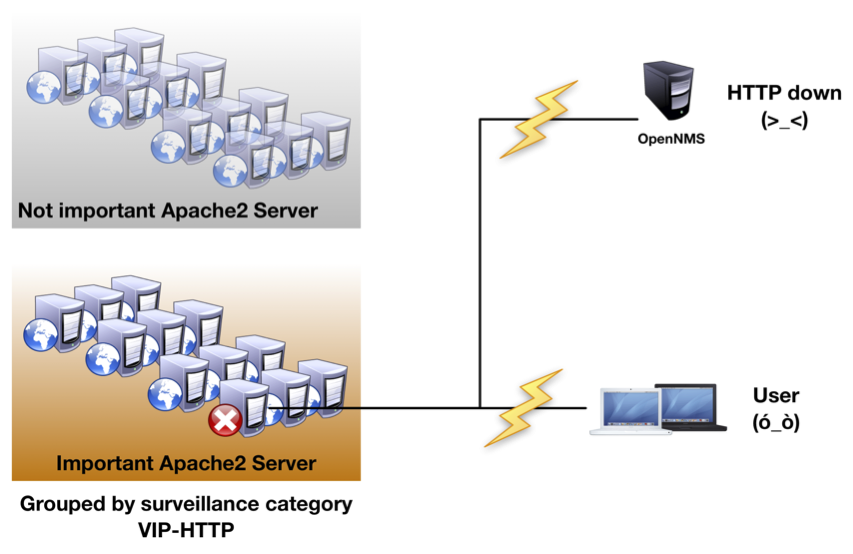 Not important Apache2 Server
HTTP down
(>_<)
OpenNMS
Important Apache2 Server
User
(ó_ò)
Grouped by surveillance category
VIP-HTTP